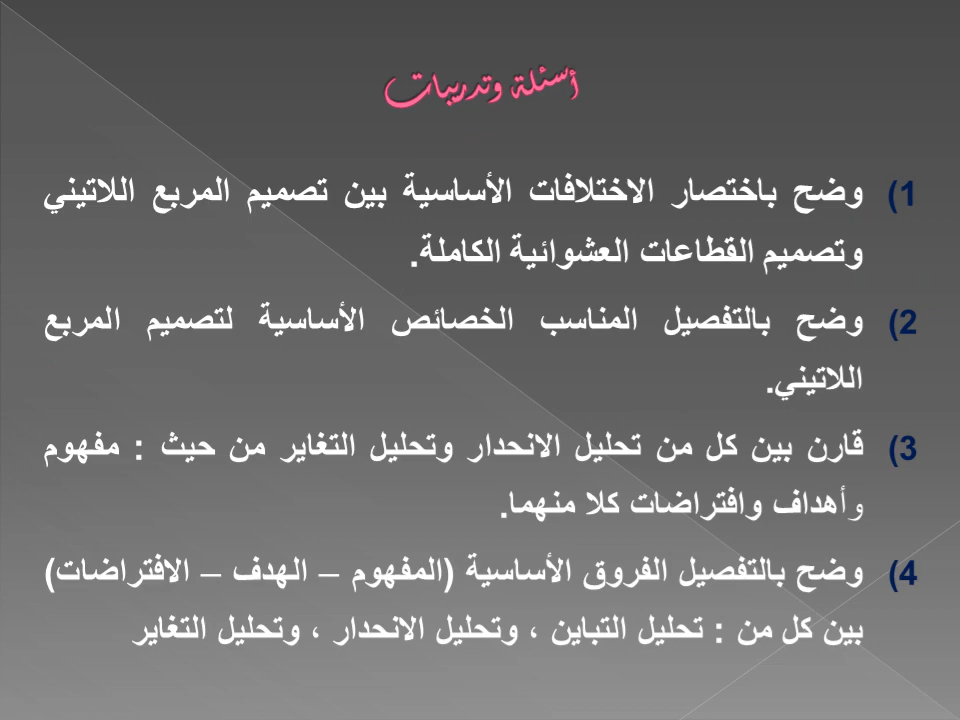 أسئلة وتدريبات
1) وضح باختصار الاختلافات الأساسية بين تصميم المربع اللاتيني
وتصميم القطاعات العشوائية الكاملة.
2) وضح بالتفصيل المناسب الخصائص الأساسية لتصميم المربع
اللاتيني.
3) قارن بين كل من تحليل الانحدار وتحليل التغاير من حيث : مفهوم
وأهداف وافتراضات كلا منهما.
4) وضح بالتفصيل الفروق الأساسية (المفهوم – الهدف – الافتراضات)
بين كل من : تحليل التباين ، وتحليل الانحدار ، وتحليل التغاير